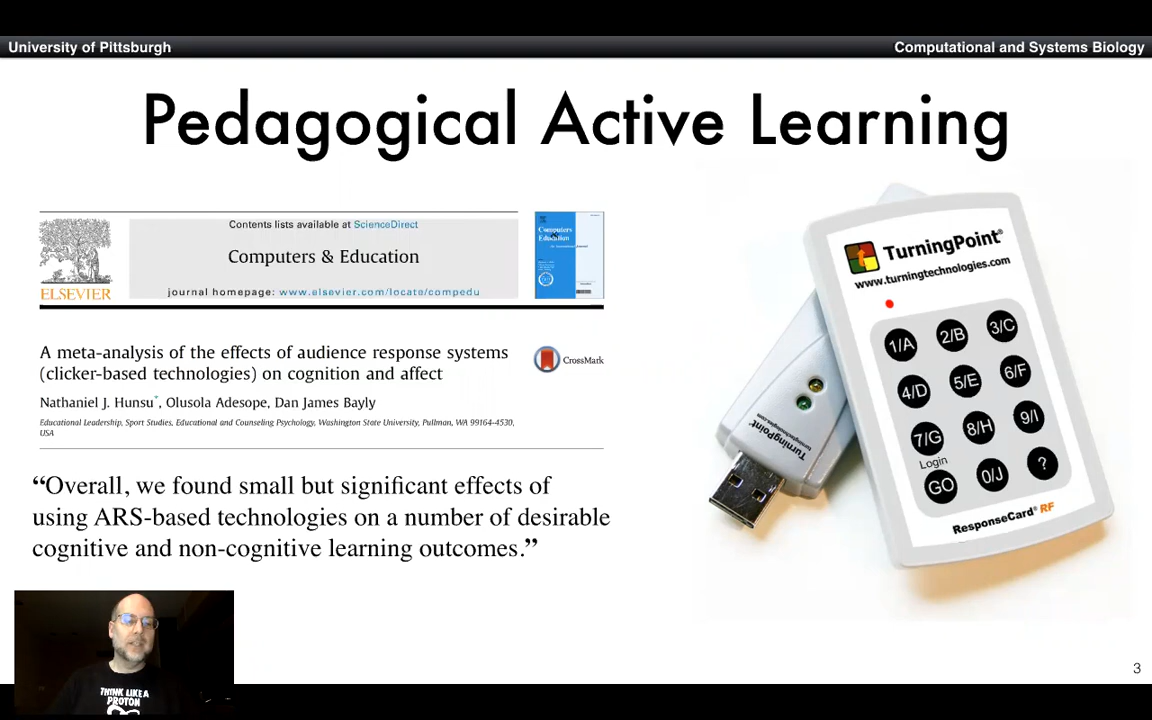 University of Pittsburgh
Computational and Systems Biology
Pedagogical Active Learning
Contents lists available at ScienceDirect
Computers & Education
journal homepage: www.elsevier.com/locate/compedu
ELSEVIER
Computers
Education
A meta-analysis of the effects of audience response systems
(clicker-based technologies) on cognition and affect
CrossMark
Nathaniel J. Hunsu*, Olusola Adesope, Dan James Bayly
Educational Leadership, Sport Studies, Educational and Counseling Psychology, Washington State University, Pullman, WA 99164-4530,
USA
“Overall, we found small but significant effects of
using ARS-based technologies on a number of desirable
cognitive and non-cognitive learning outcomes.”
TurningPoint®
www.turningtechnologies.com
1/A 2/B 3/C
4/D 5/E 6/F
7/G 8/H 9/I
Login
GO 0/J ?
ResponseCard® RF
TurningPoint
THINK LIKE A
PROTON
3